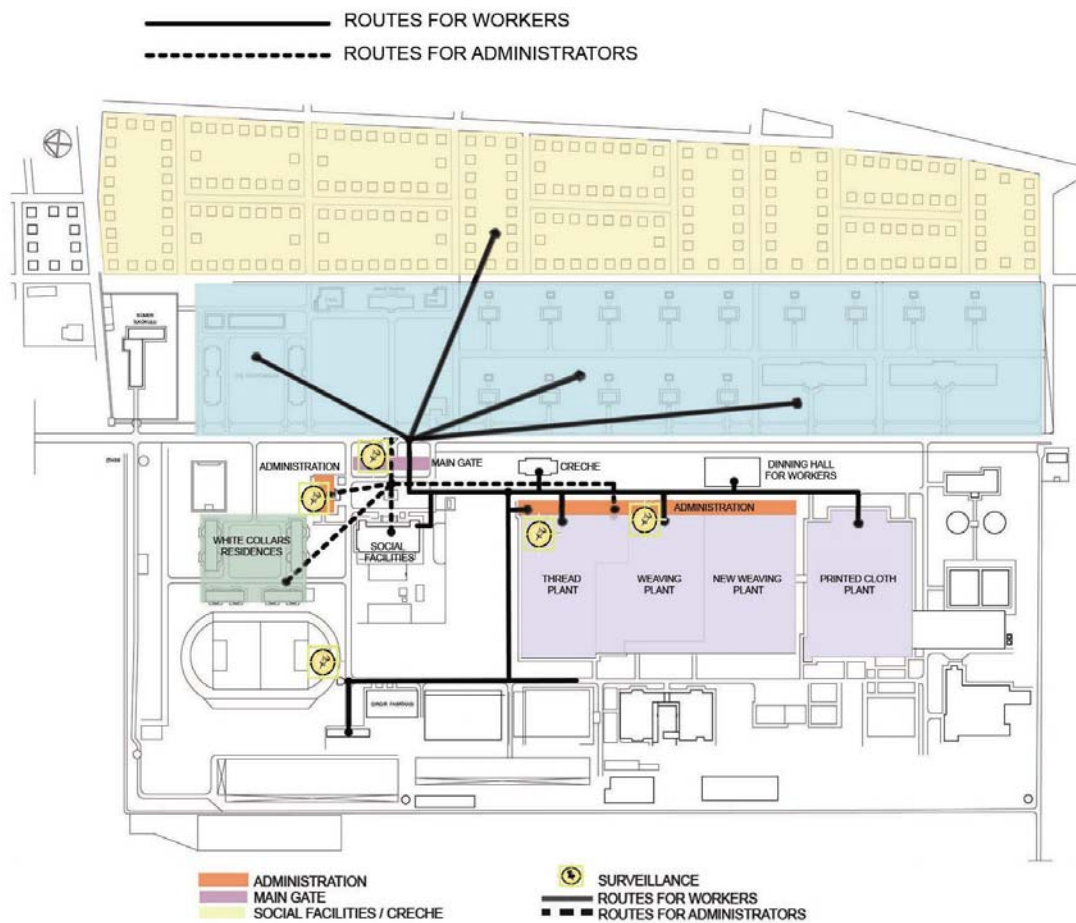 ROUTES FOR WORKERS
ROUTES FOR ADMINISTRATORS
ADMINISTRATION
MAIN GATE
CRECHE
DINNING HALL
FOR WORKERS
ADMINISTRATION
WHITE COLLARS
RESIDENCES
SOCIAL
FACILITIES
THREAD
PLANT
WEAVING
PLANT
NEW WEAVING
PLANT
PRINTED CLOTH
PLANT
ADMINISTRATION
MAIN GATE
SOCIAL FACILITIES / CRECHE
SURVEILLANCE
ROUTES FOR WORKERS
ROUTES FOR ADMINISTRATORS